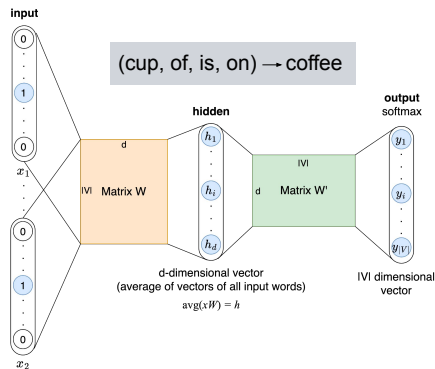 input
(cup, of, is, on) → coffee
output
softmax
hidden
0
1
0
x₁
0
1
0
x₂
d
|V|
Matrix W
h₁
hᵢ
h_d
|V|
d
Matrix W'
y₁
yᵢ
y|V|
d-dimensional vector
(average of vectors of all input words)
avg(xW) = h
|V| dimensional
vector